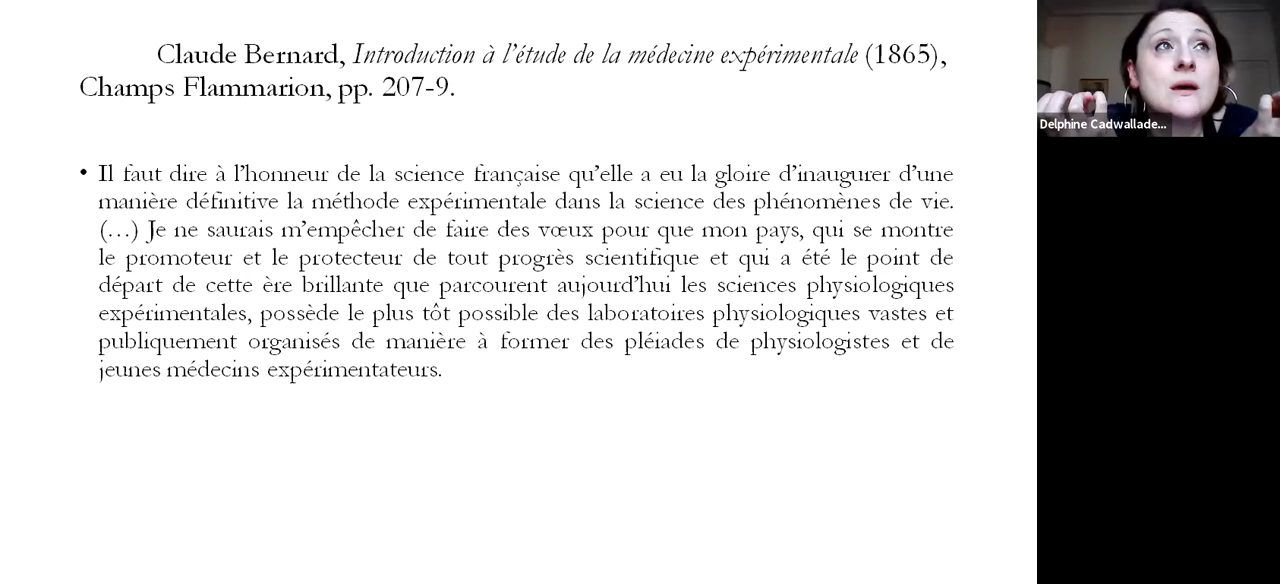 Claude Bernard, Introduction à l’étude de la médecine expérimentale (1865),
Champs Flammarion, pp. 207-9.
• Il faut dire à l’honneur de la science française qu’elle a eu la gloire d’inaugurer d’une
manière définitive la méthode expérimentale dans la science des phénomènes de vie.
(…) Je ne saurais m’empêcher de faire des vœux pour que mon pays, qui se montre
le promoteur et le protecteur de tout progrès scientifique et qui a été le point de
départ de cette ère brillante que parcourent aujourd’hui les sciences physiologiques
expérimentales, possède le plus tôt possible des laboratoires physiologiques vastes et
publiquement organisés de manière à former des pléiades de physiologistes et de
jeunes médecins expérimentateurs.
Delphine Cadwallade...